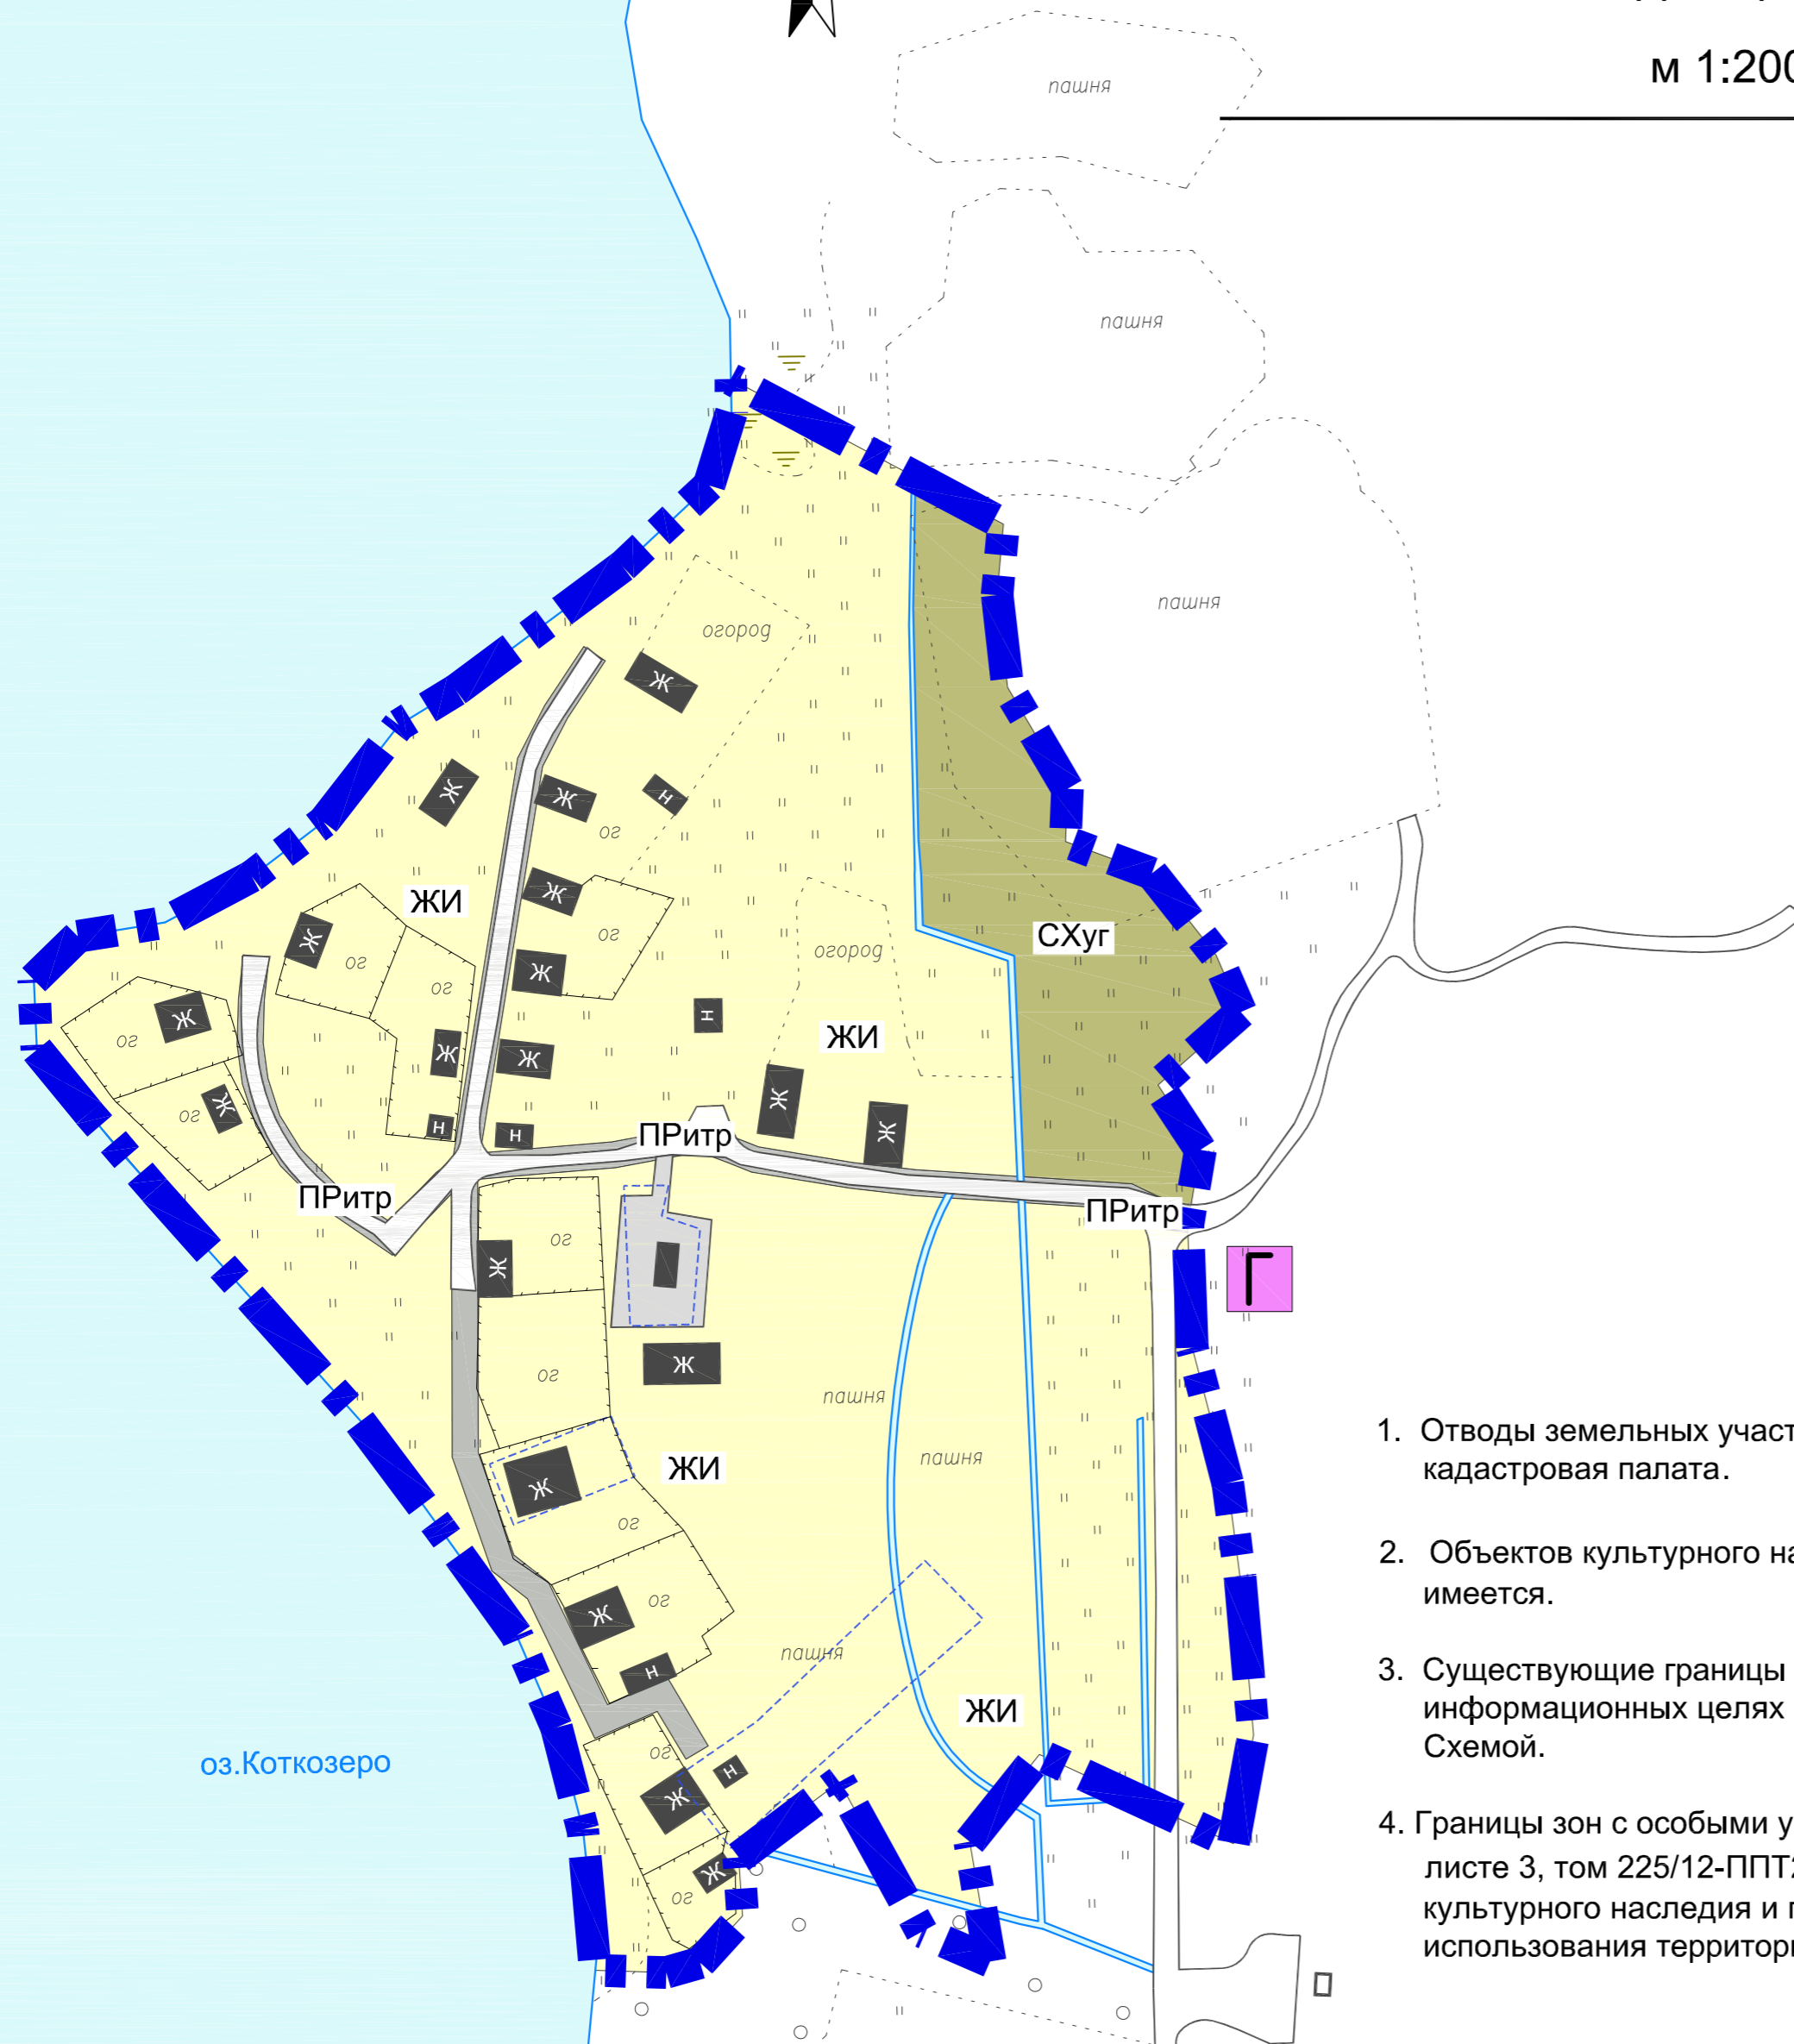 м 1:200
пашня
пашня
пашня
огород
Ж
Ж
Ж
н
ог
Ж
ЖИ
ог
Ж
ог
огород
СХуг
Ж
ог
Ж
н
ЖИ
ог
Ж
Ж
Ж
Ж
ог
н
н
Ж
ПРитр
ПРитр
ПРитр
ог
Ж
Г
Ж
ог
пашня
1. Отводы земельных участ
кадастровая палата.
пашня
ЖИ
Ж
ог
2. Объектов культурного на
имеется.
ог
Ж
пашня
н
3. Существующие границы
информационных целях
Схемой.
ЖИ
оз.Коткозеро
ог
н
Ж
4. Границы зон с особыми у
листе 3, том 225/12-ППТ2
культурного наследия и п
использования территори
Ж
ог